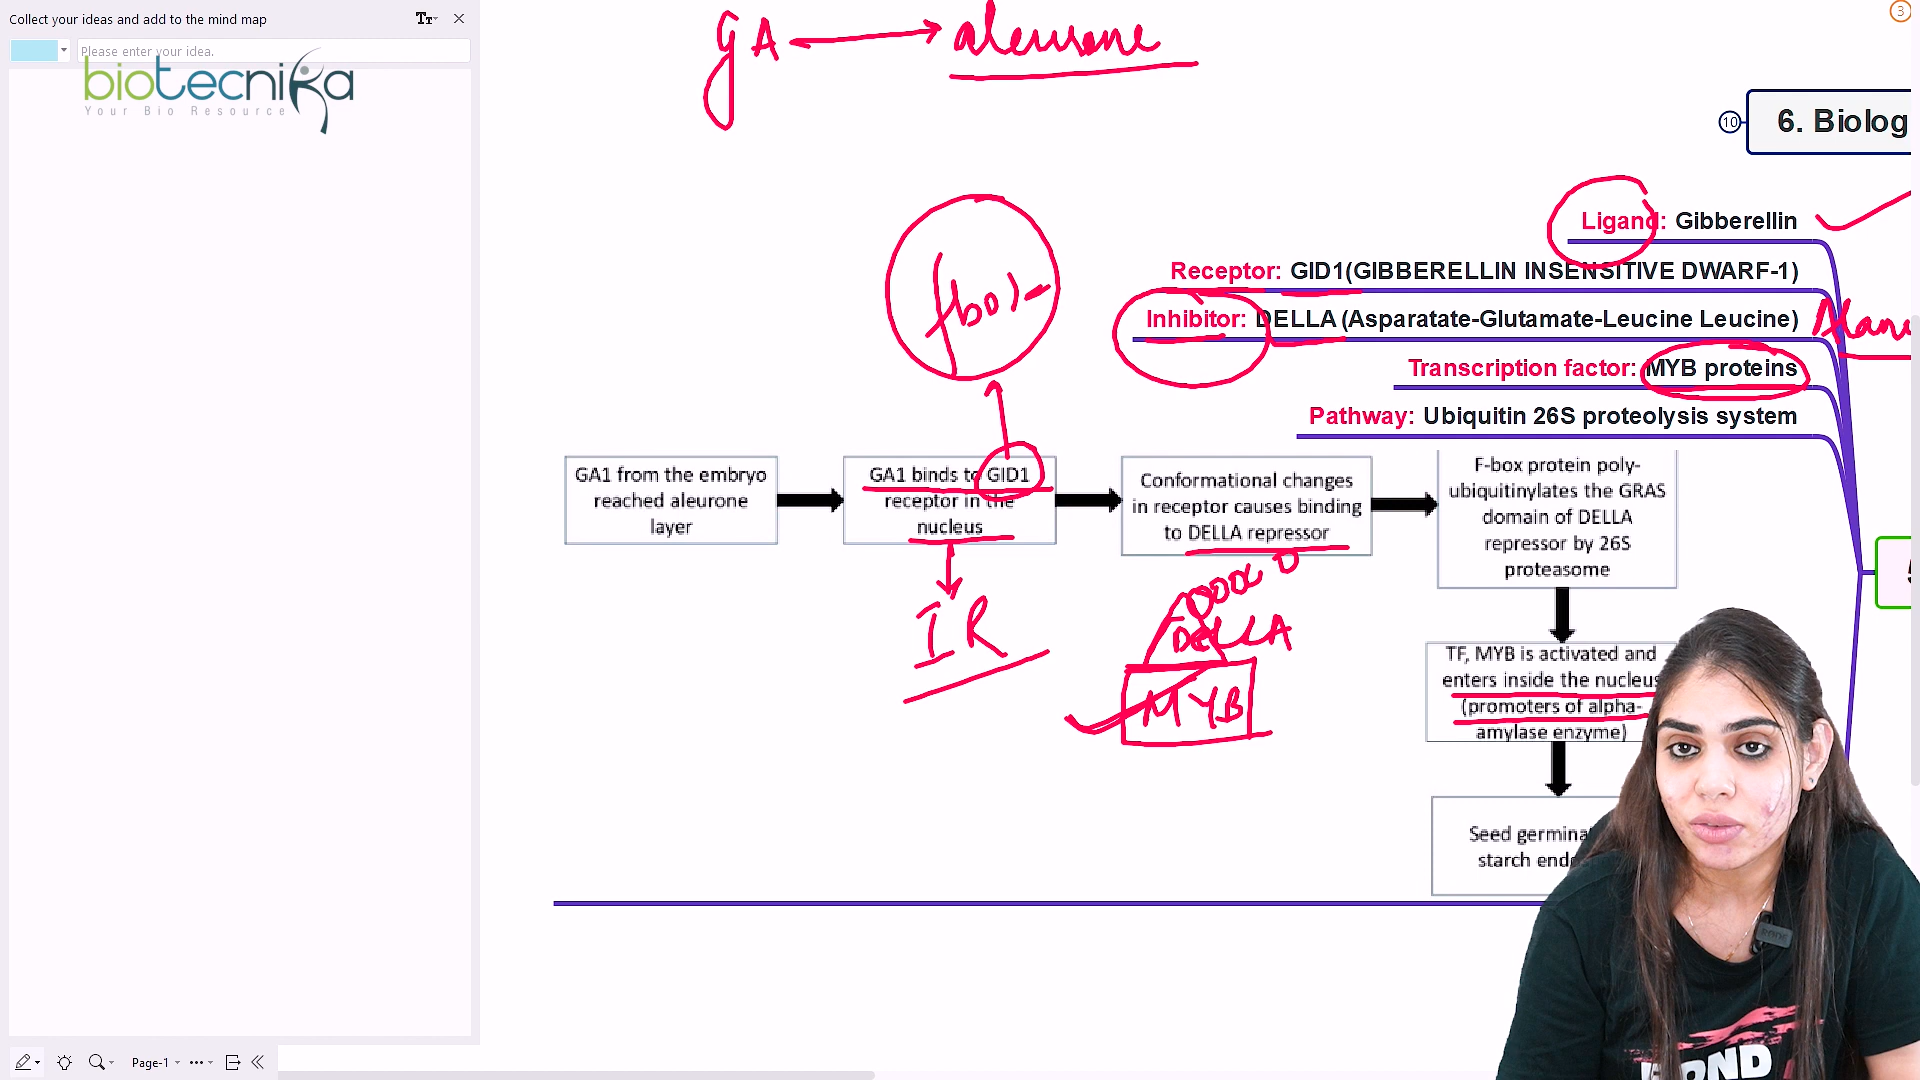 Collect your ideas and add to the mind map
Tт
Please enter your idea.
biotecnika
Your Bio Resource
GA → aleurone
3
10
6. Biolog
Ligand: Gibberellin
Receptor: GID1(GIBBERELLIN INSENSITIVE DWARF-1)
Inhibitor: DELLA (Asparatate-Glutamate-Leucine Leucine)
Transcription factor: MYB proteins
Pathway: Ubiquitin 26S proteolysis system
fbox
GA1 from the embryo
reached aleurone
layer
GA1 binds to GID1
receptor in the
nucleus
Conformational changes
in receptor causes binding
to DELLA repressor
F-box protein poly-
ubiquitinylates the GRAS
domain of DELLA
repressor by 26S
proteasome
IR
DELLA
MYB
TF, MYB is activated and
enters inside the nucleus
(promoters of alpha-
amylase enzyme)
Seed germina
starch endo
Page-1